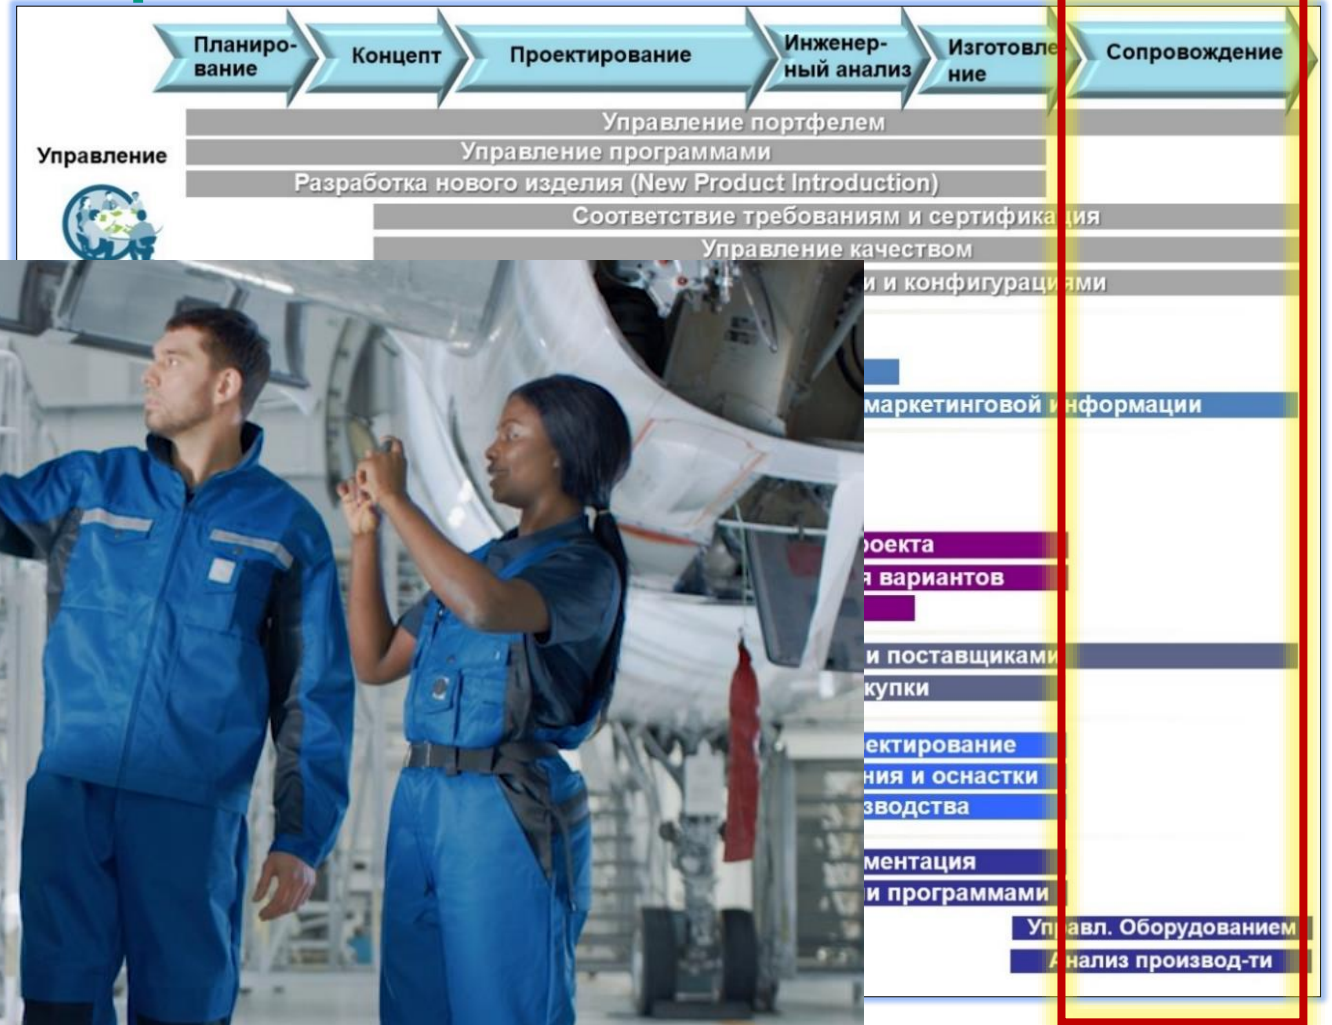 Планиро-
вание
Концепт
Проектирование
Инженер-
ный анализ
Изготовле-
ние
Сопровождение
Управление
Управление портфелем
Управление программами
Разработка нового изделия (New Product Introduction)
Соответствие требованиям и сертификация
Управление качеством
и и конфигурациями
маркетинговой информации
роекта
я вариантов
и поставщиками
купки
ектирование
ния и оснастки
зводства
ментация
и программами
Управл. Оборудованием
Анализ производ-ти